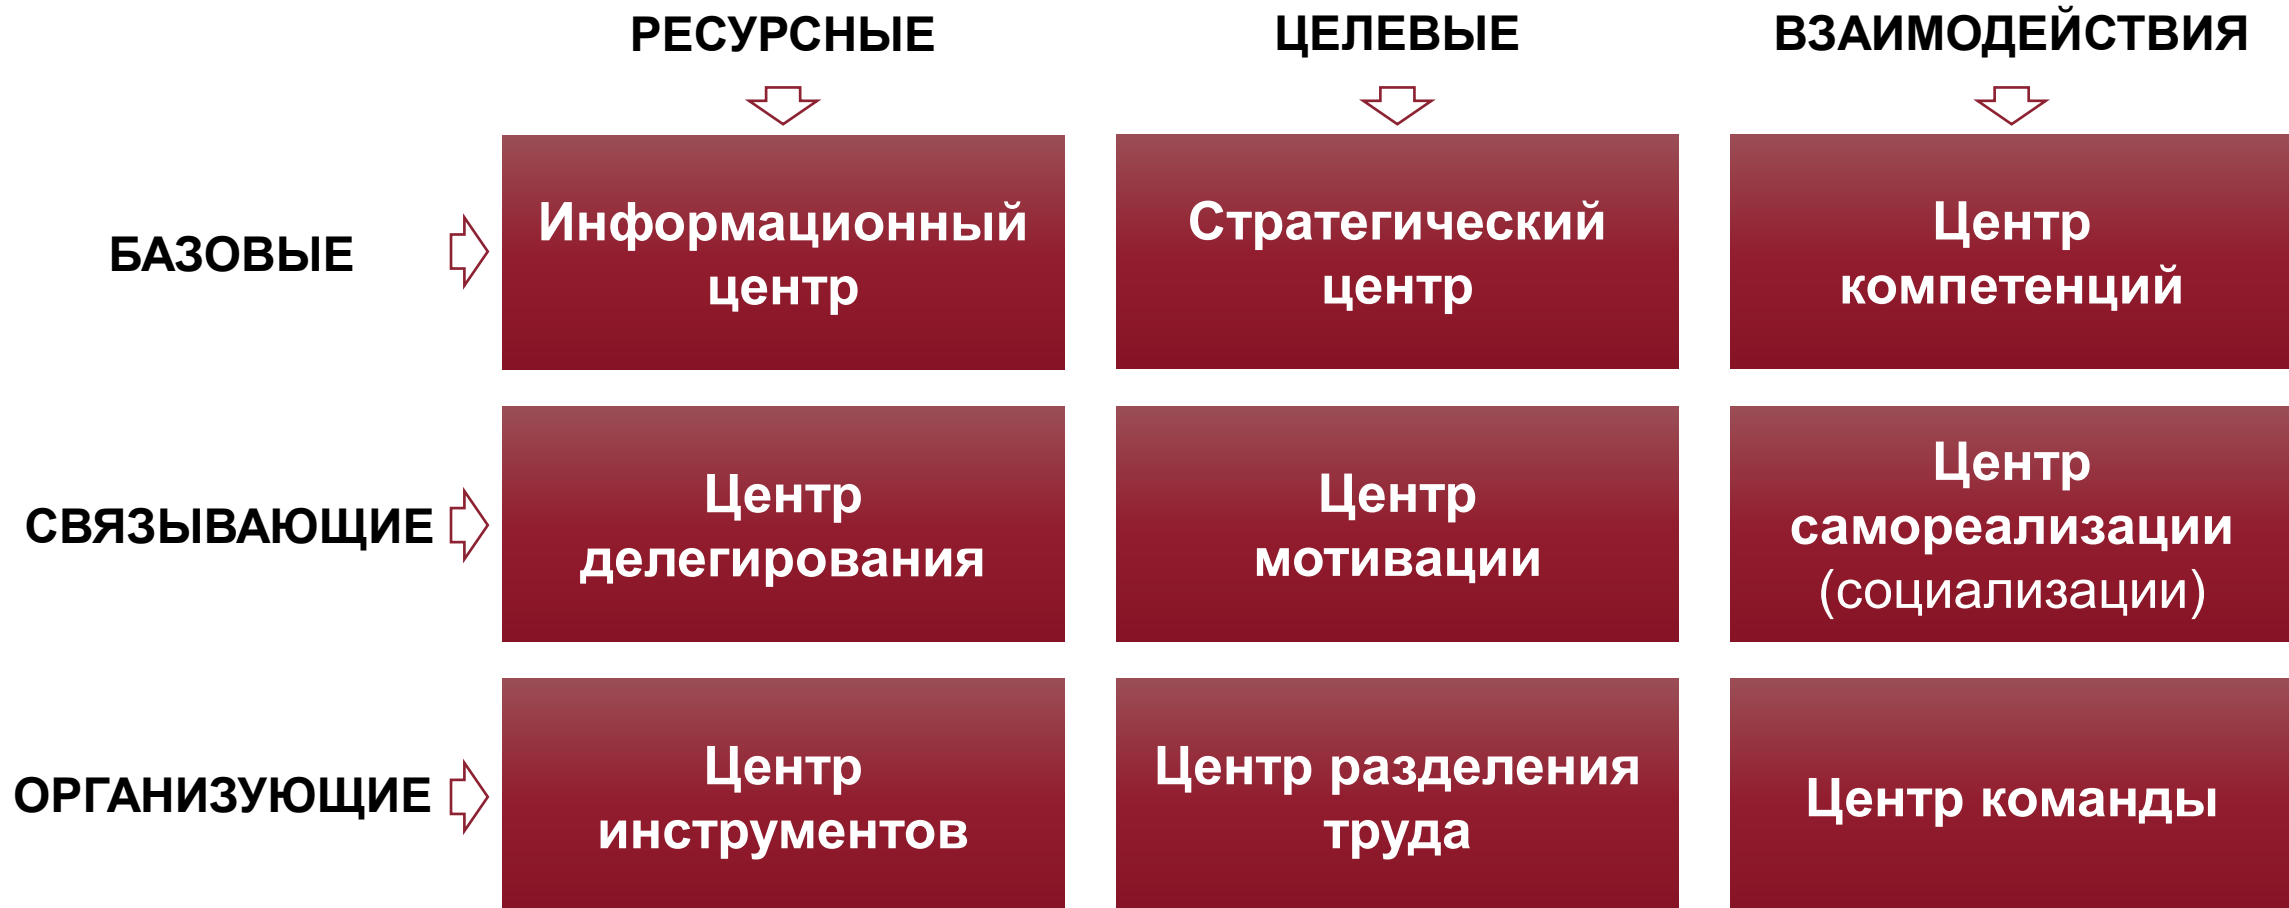 РЕСУРСНЫЕ
ЦЕЛЕВЫЕ
ВЗАИМОДЕЙСТВИЯ
БАЗОВЫЕ
Информационный
центр
Стратегический
центр
Центр
компетенций
СВЯЗЫВАЮЩИЕ
Центр
делегирования
Центр
мотивации
Центр
самореализации
(социализации)
ОРГАНИЗУЮЩИЕ
Центр
инструментов
Центр разделения
труда
Центр команды